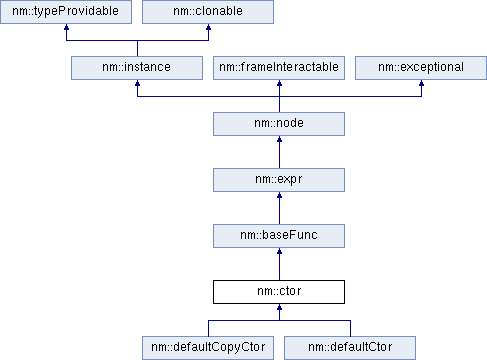 nm::typeProvidable
nm::clonable
nm::instance
nm::frameInteractable
nm::exceptional
nm::node
nm::expr
nm::baseFunc
nm::ctor
nm::defaultCopyCtor
nm::defaultCtor